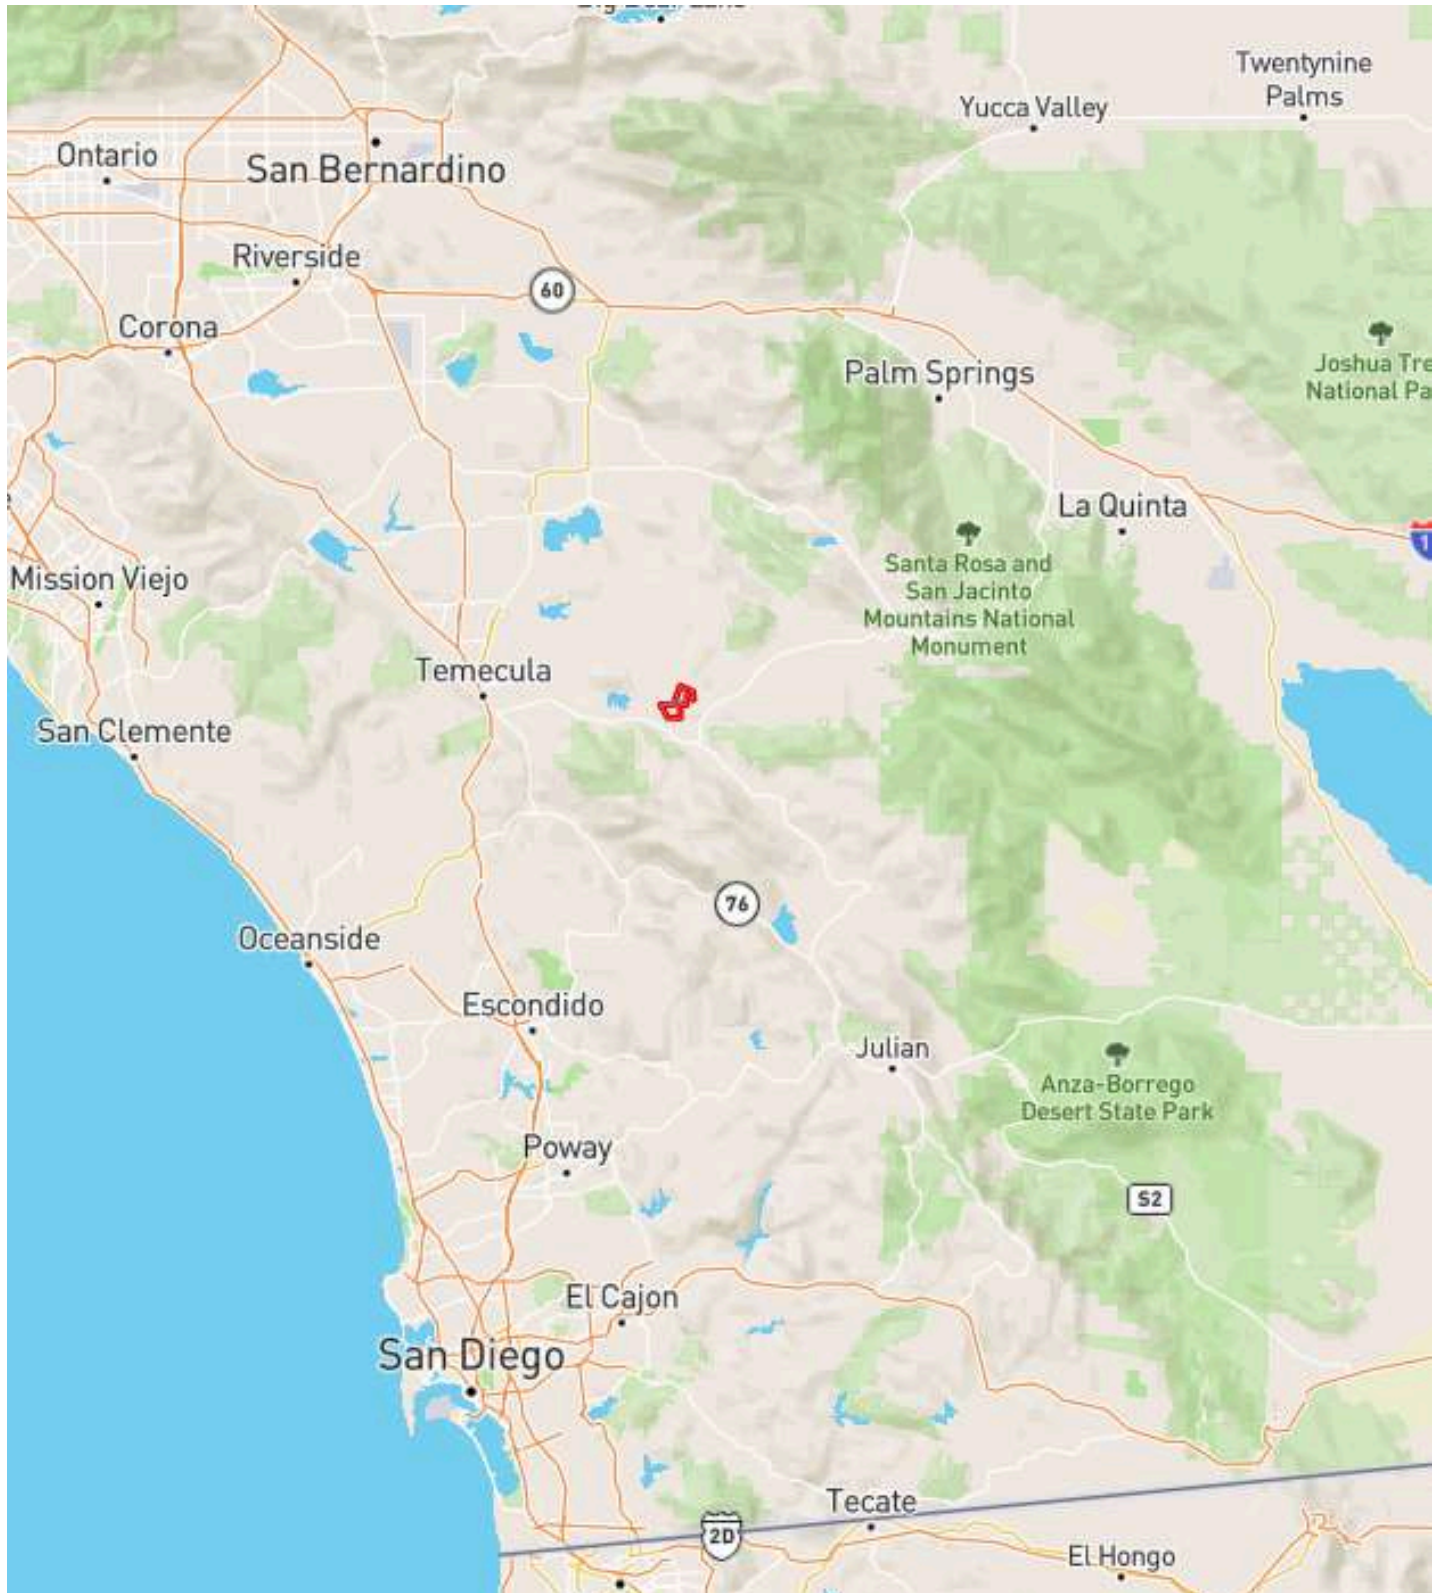 Twentynine
Palms
Yucca Valley
Ontario
San Bernardino
Riverside
60
Corona
Joshua Tre
National Pa
Palm Springs
La Quinta
1
Santa Rosa and
San Jacinto
Mountains National
Monument
Mission Viejo
Temecula
San Clemente
76
Oceanside
Escondido
Julian
Anza-Borrego
Desert State Park
Poway
S2
El Cajon
San Diego
Tecate
2D
El Hongo